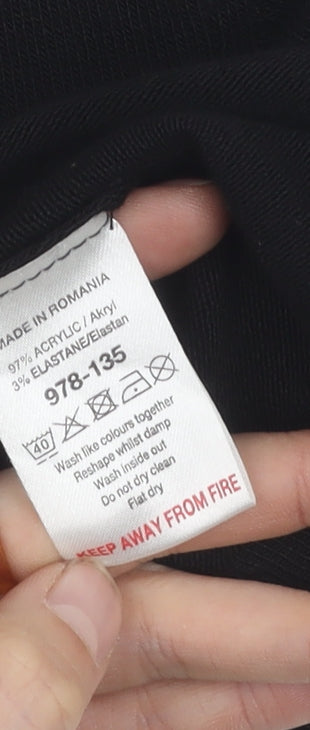 MADE IN ROMANIA
97% ACRYLIC / Akryl
3% ELASTANE/Elastan
978-135
40
Wash like colours together
Reshape whilst damp
Wash inside out
Do not dry clean
Flat dry
KEEP AWAY FROM FIRE